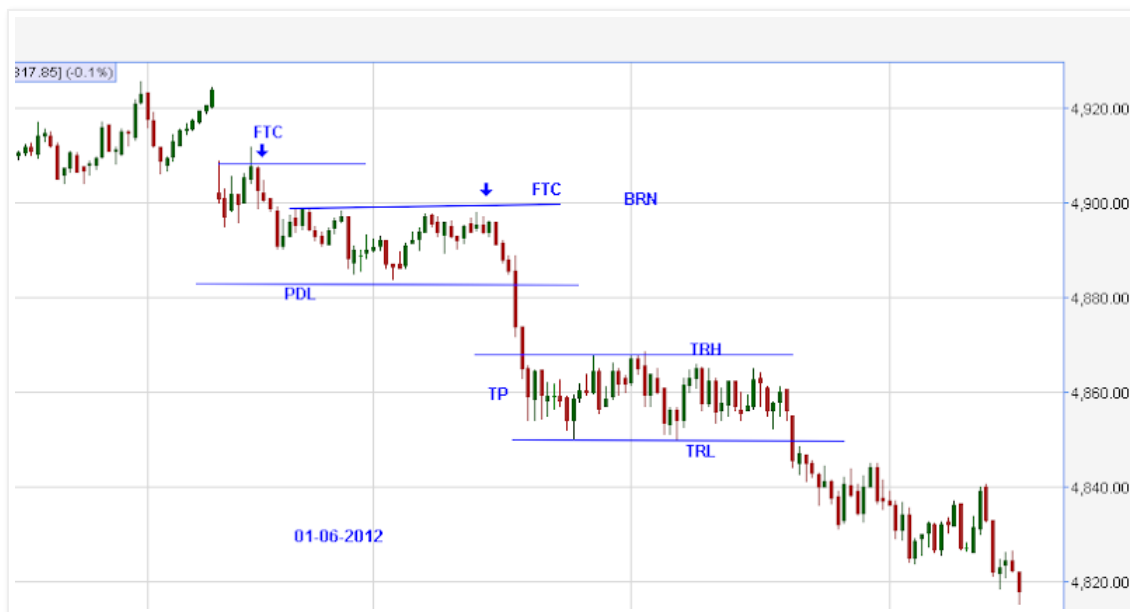 317.85] (-0.1%)
4,920.00
FTC
FTC
BRN
4,900.00
PDL
4,880.00
TRH
TP
4,860.00
TRL
4,840.00
01-06-2012
4,820.00